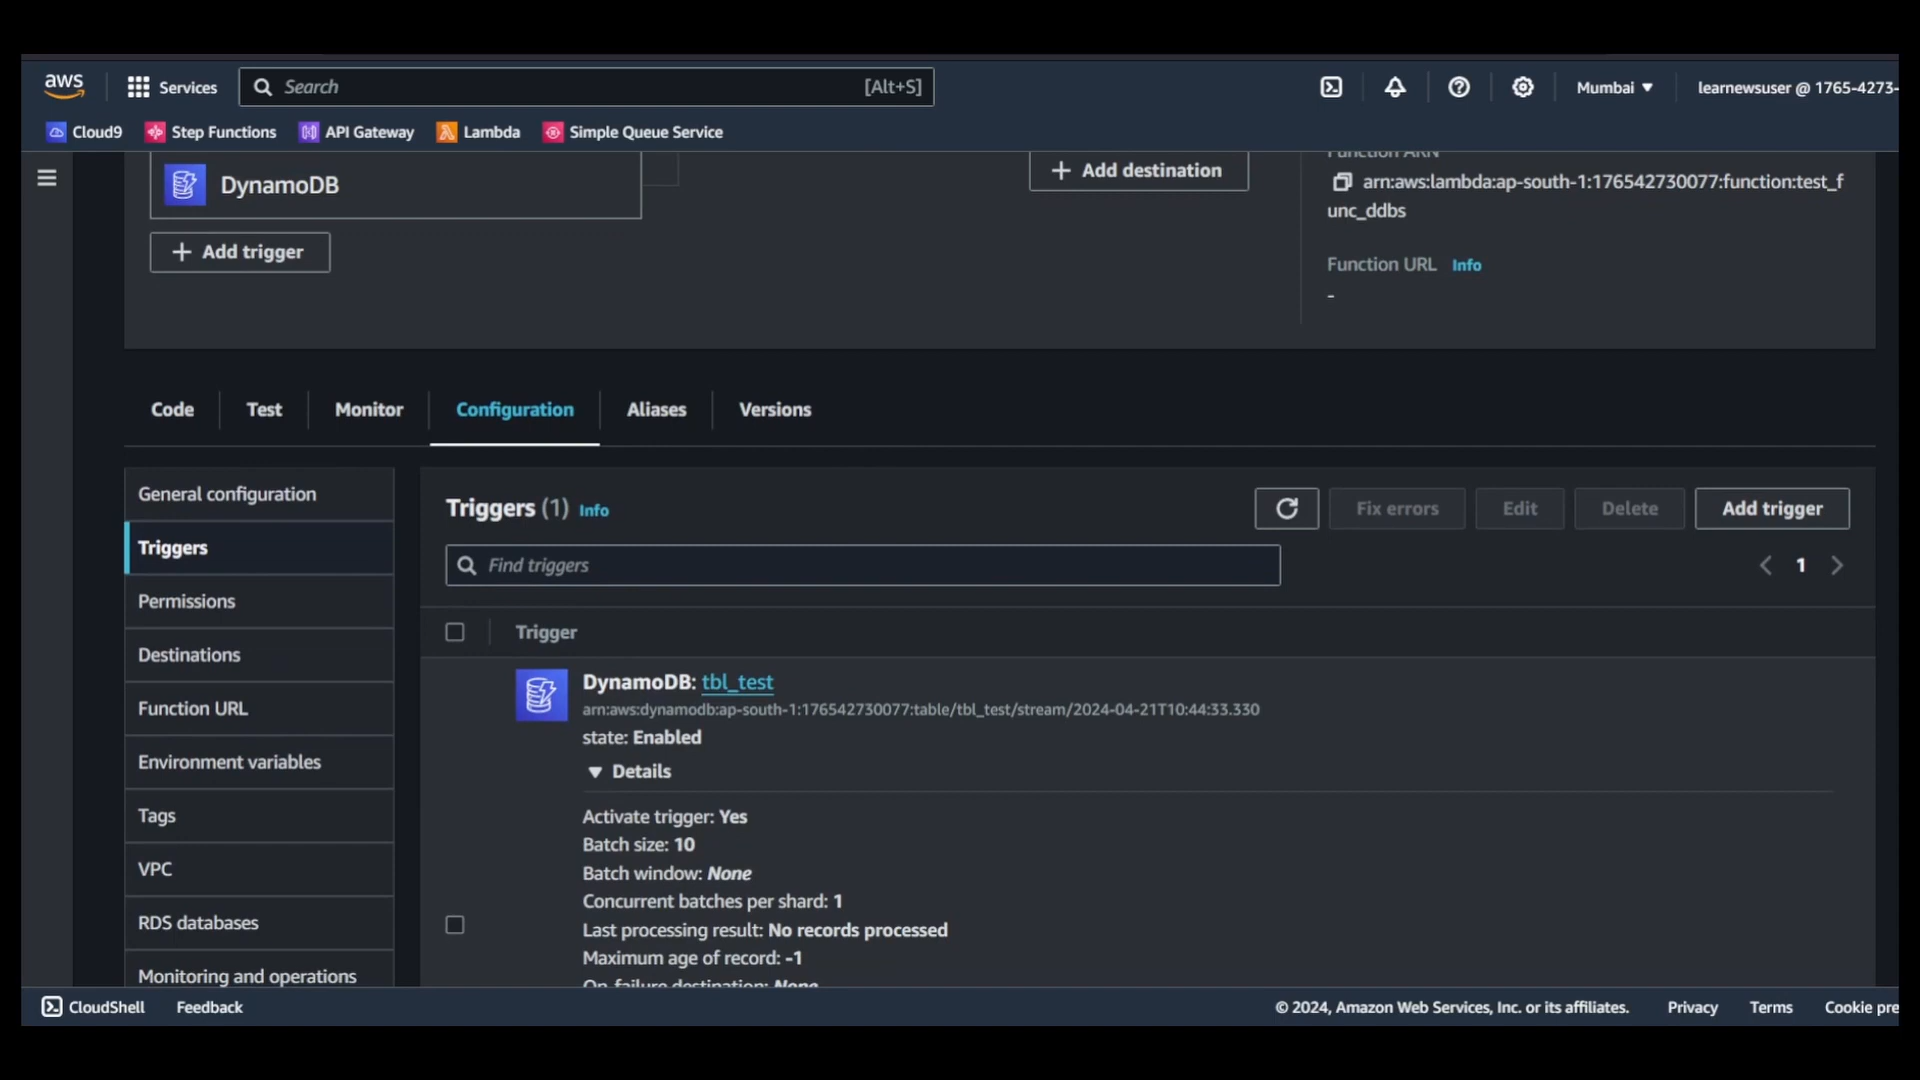 aws
Services
Search
[Alt+S]
Mumbai
learnewsuser @ 1765-4273-
Cloud9
Step Functions
API Gateway
Lambda
Simple Queue Service
DynamoDB
Add trigger
Add destination
Function ARN
arn:aws:lambda:ap-south-1:176542730077:function:test_f
unc_ddbs
Function URL Info
-
Code
Test
Monitor
Configuration
Aliases
Versions
General configuration
Triggers
Permissions
Destinations
Function URL
Environment variables
Tags
VPC
RDS databases
Monitoring and operations
Triggers (1) Info
Fix errors
Edit
Delete
Add trigger
Find triggers
1
Trigger
DynamoDB: tbl_test
arn:aws:dynamodb:ap-south-1:176542730077:table/tbl_test/stream/2024-04-21T10:44:33.330
state: Enabled
Details
Activate trigger: Yes
Batch size: 10
Batch window: None
Concurrent batches per shard: 1
Last processing result: No records processed
Maximum age of record: -1
On-failure destination: None
CloudShell
Feedback
© 2024, Amazon Web Services, Inc. or its affiliates.
Privacy
Terms
Cookie pre